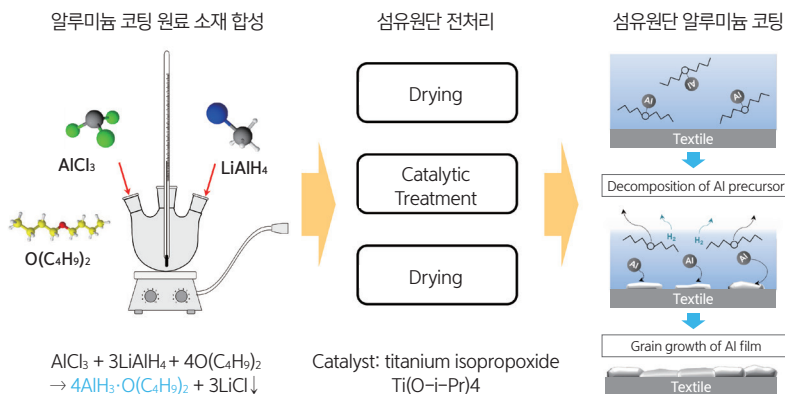 알루미늄 코팅 원료 소재 합성
AlCl₃
LiAlH₄
O(C₄H₉)₂
AlCl₃ + 3LiAlH₄ + 4O(C₄H₉)₂
→ 4AlH₃·O(C₄H₉)₂ + 3LiCl↓
섬유원단 전처리
Drying
Catalytic
Treatment
Drying
Catalyst: titanium isopropoxide
Ti(O-i-Pr)4
섬유원단 알루미늄 코팅
Al
Al
Al
Textile
Decomposition of Al precursor
H₂
H₂
Al
Al
Al
Textile
Grain growth of Al film
Textile